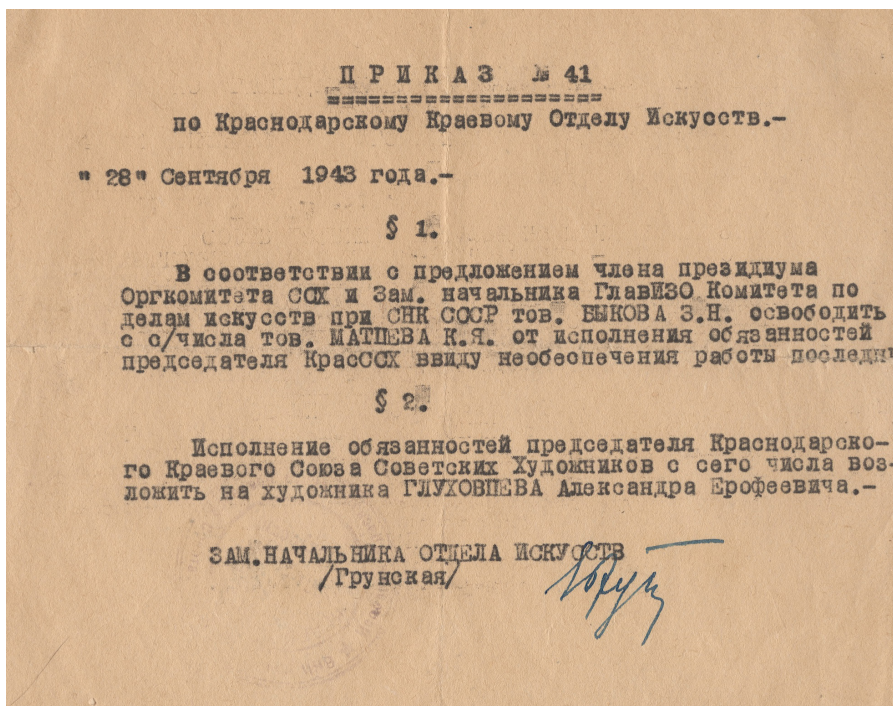 ПРИКАЗ № 41
по Краснодарскому Краевому Отделу Искусств.-
"28" Сентября 1943 года.-
§ 1.
В соответствии с предложением члена президиума
Оргкомитета ССХ и Зам. начальника ГлавИЗО Комитета по
делам искусств при СНК СССР тов. БЫКОВА З.Н. освободить
с с/числа тов. МАТПЕВА К.Я. от исполнения обязанностей
председателя КрасССХ ввиду необеспечения работы последни
§ 2.
Исполнение обязанностей председателя Краснодарско-
го Краевого Союза Советских Художников с сего числа воз-
ложить на художника ГЛУХОВЦЕВА Александра Ерофеевича.-
ЗАМ.НАЧАЛЬНИКА ОТДЕЛА ИСКУССТВ
/Грунская/